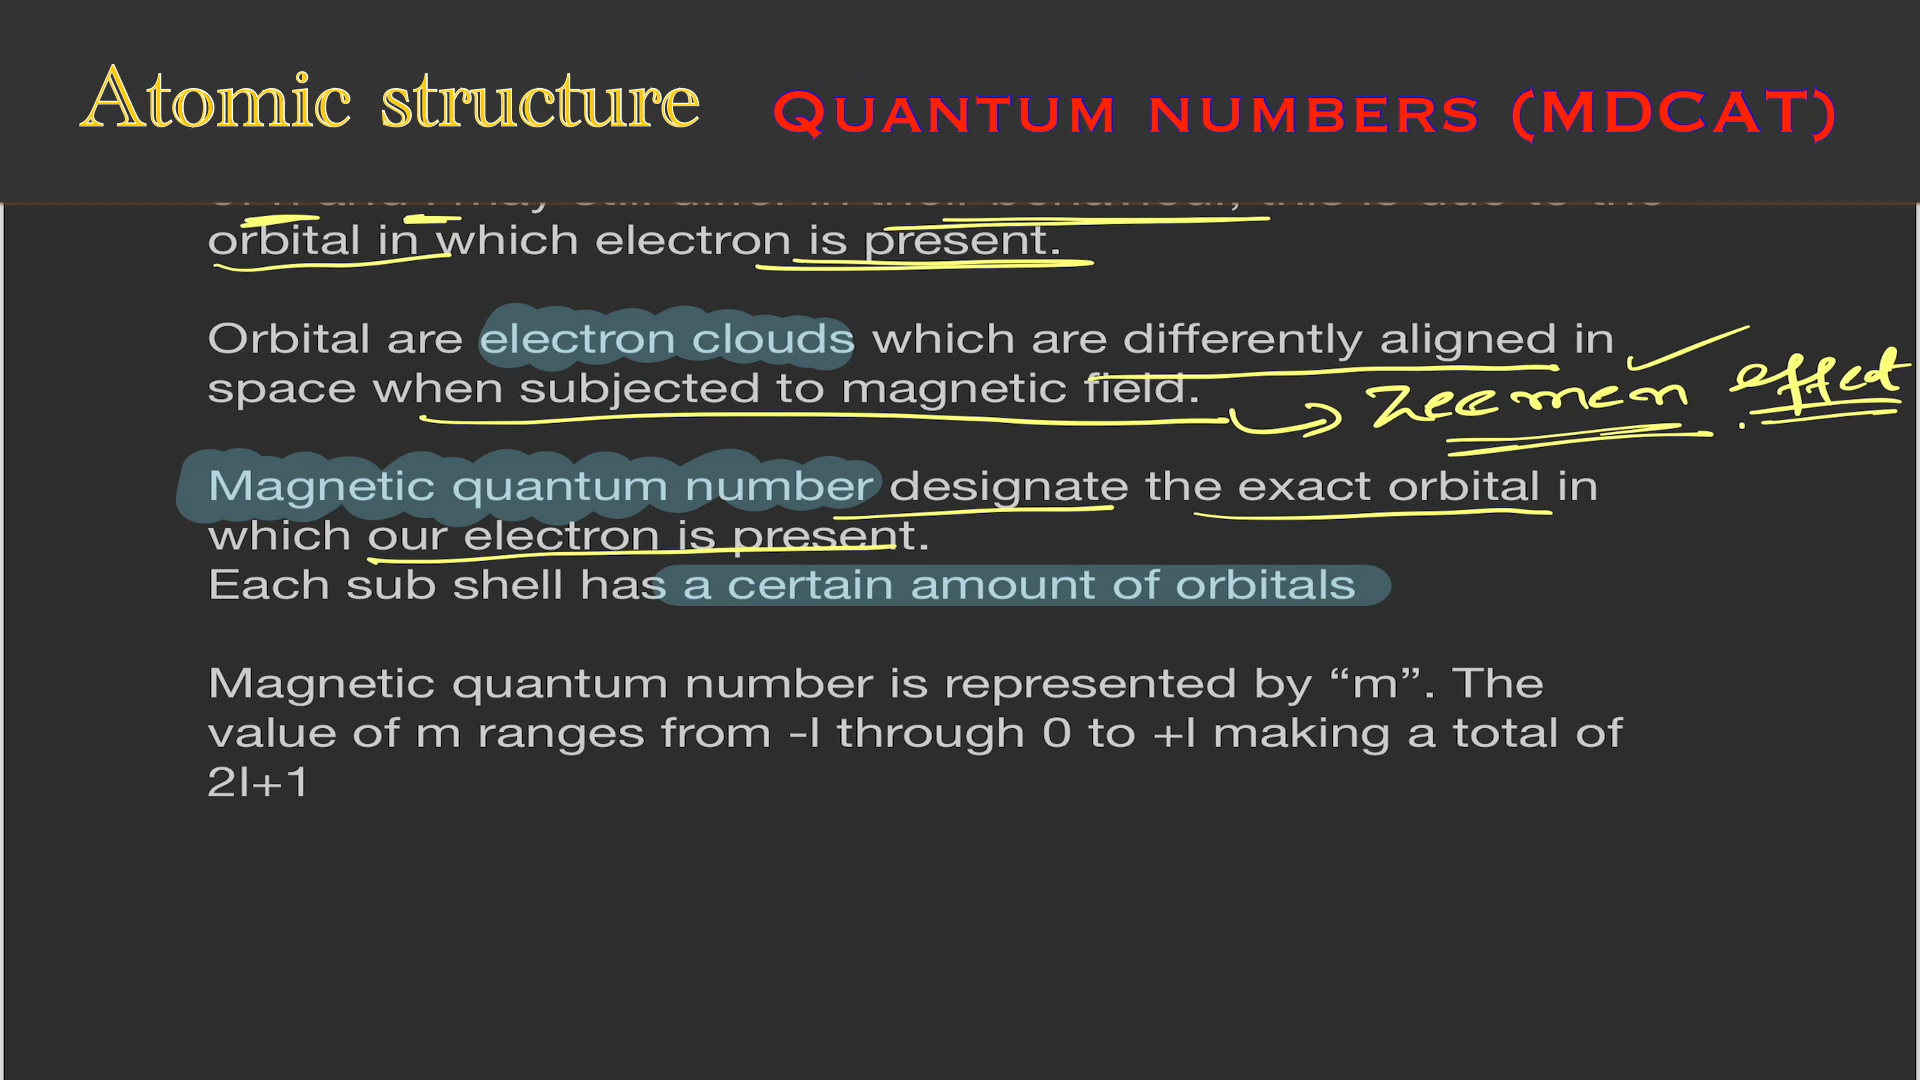 Atomic structure QUANTUM NUMBERS (MDCAT)
orbital in which electron is present.
Orbital are electron clouds which are differently aligned in
space when subjected to magnetic field.
Zeemen effect
Magnetic quantum number designate the exact orbital in
which our electron is present.
Each sub shell has a certain amount of orbitals
Magnetic quantum number is represented by “m”. The
value of m ranges from -l through 0 to +l making a total of
2l+1